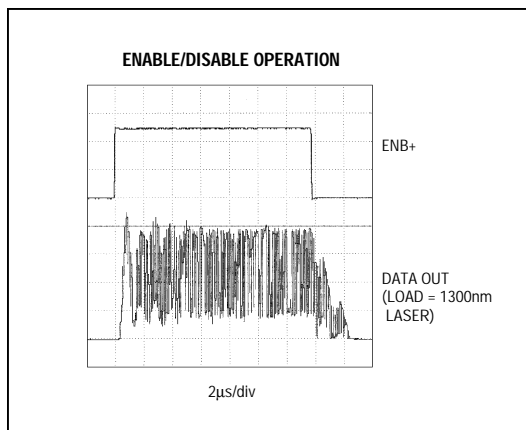 ENABLE/DISABLE OPERATION
ENB+
DATA OUT
(LOAD = 1300nm
LASER)
2µs/div